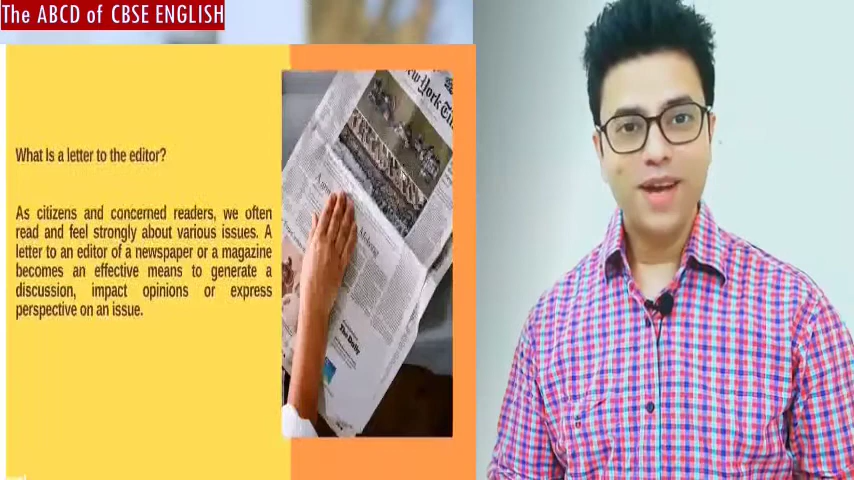 The ABCD of CBSE ENGLISH
What Is a letter to the editor?
As citizens and concerned readers, we often
read and feel strongly about various issues. A
letter to an editor of a newspaper or a magazine
becomes an effective means to generate a
discussion, impact opinions or express
perspective on an issue.
The Daily